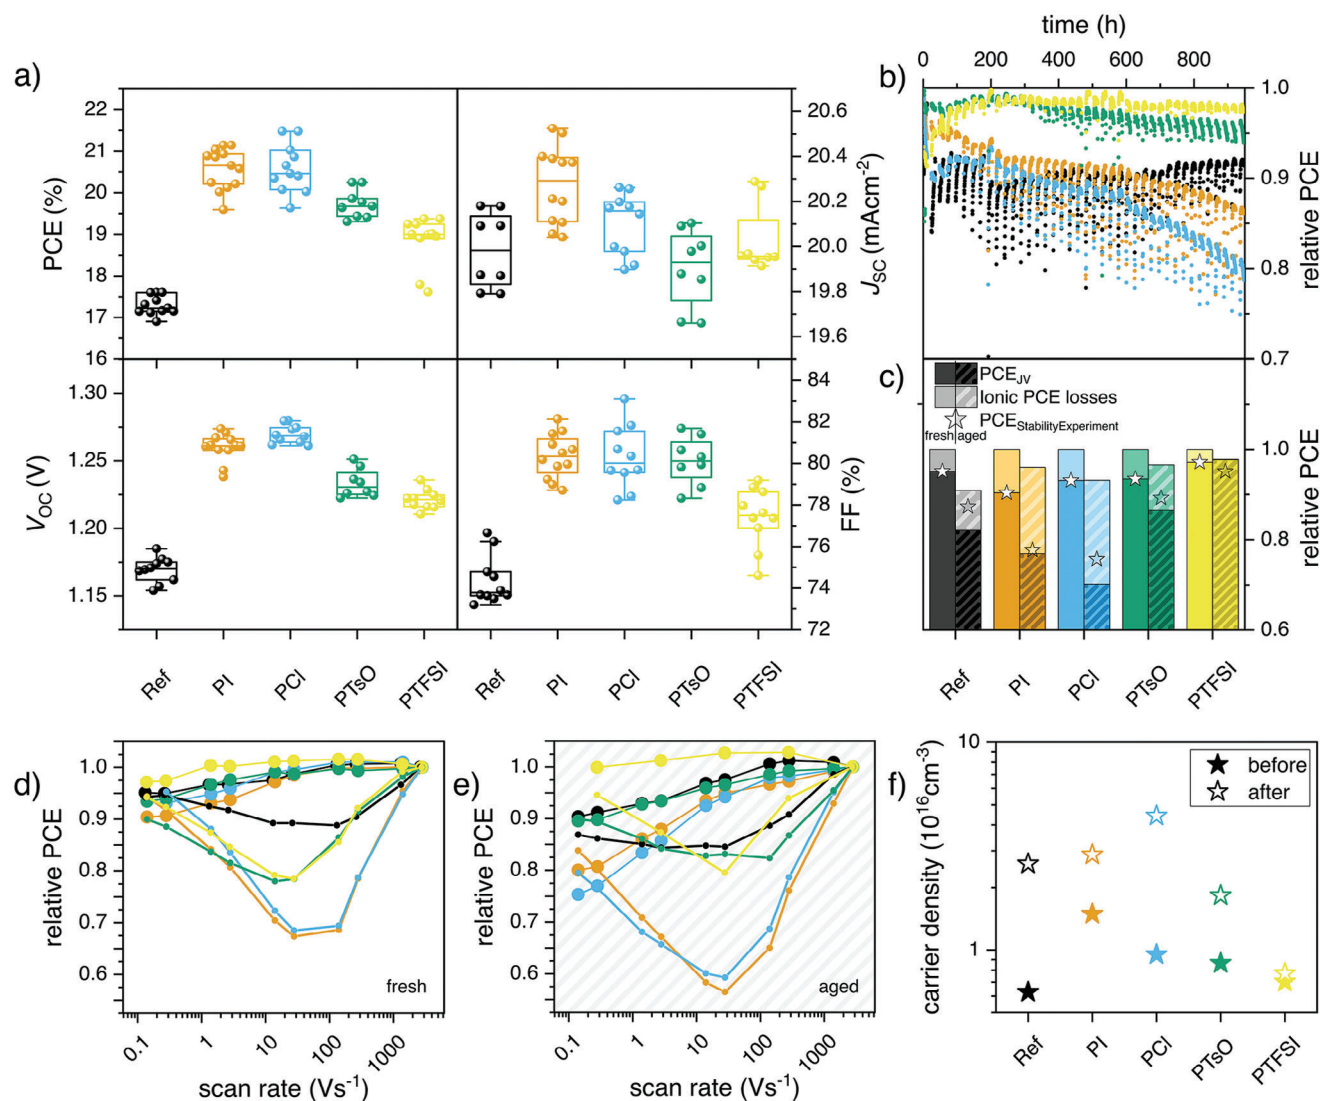 a)
PCE (%)
22
21
20
19
18
17
16
20.6
20.4
20.2
20.0
19.8
19.6
J_SC (mAcm⁻²)
V_OC (V)
1.30
1.25
1.20
1.15
84
82
80
78
76
74
72
FF (%)
Ref PI PCl PTsO PTFSI Ref PI PCl PTsO PTFSI
b)
time (h)
0 200 400 600 800
1.0
0.9
0.8
0.7
relative PCE
c)
PCE_JV
Ionic PCE losses
PCE_StabilityExperiment
fresh aged
1.0
0.8
0.6
relative PCE
Ref PI PCl PTsO PTFSI
d)
relative PCE
1.0
0.9
0.8
0.7
0.6
fresh
0.1 1 10 100 1000
scan rate (Vs⁻¹)
e)
relative PCE
1.0
0.9
0.8
0.7
0.6
aged
0.1 1 10 100 1000
scan rate (Vs⁻¹)
f)
carrier density (10¹⁶cm⁻³)
10
1
before
after
Ref PI PCl PTsO PTFSI